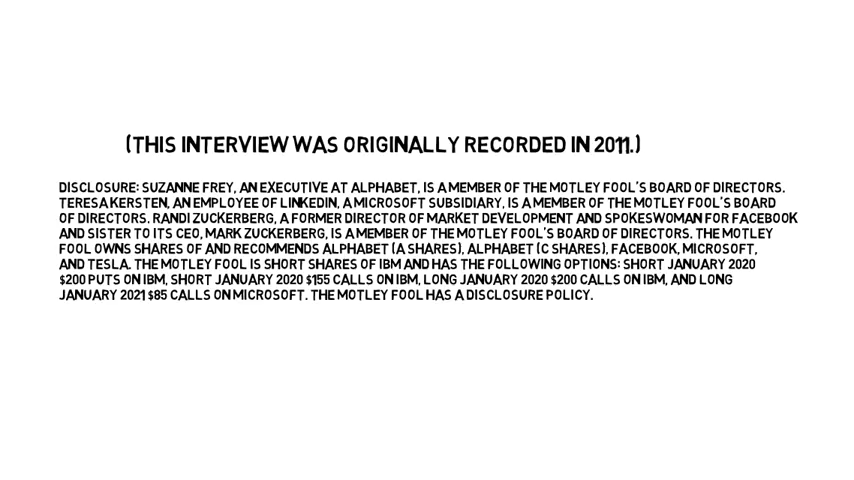 (THIS INTERVIEW WAS ORIGINALLY RECORDED IN 2011.)
DISCLOSURE: SUZANNE FREY, AN EXECUTIVE AT ALPHABET, IS A MEMBER OF THE MOTLEY FOOL'S BOARD OF DIRECTORS.
TERESA KERSTEN, AN EMPLOYEE OF LINKEDIN, A MICROSOFT SUBSIDIARY, IS A MEMBER OF THE MOTLEY FOOL'S BOARD
OF DIRECTORS. RANDI ZUCKERBERG, A FORMER DIRECTOR OF MARKET DEVELOPMENT AND SPOKESWOMAN FOR FACEBOOK
AND SISTER TO ITS CEO, MARK ZUCKERBERG, IS A MEMBER OF THE MOTLEY FOOL'S BOARD OF DIRECTORS. THE MOTLEY
FOOL OWNS SHARES OF AND RECOMMENDS ALPHABET (A SHARES), ALPHABET (C SHARES), FACEBOOK, MICROSOFT,
AND TESLA. THE MOTLEY FOOL IS SHORT SHARES OF IBM AND HAS THE FOLLOWING OPTIONS: SHORT JANUARY 2020
$200 PUTS ON IBM, SHORT JANUARY 2020 $155 CALLS ON IBM, LONG JANUARY 2020 $200 CALLS ON IBM, AND LONG
JANUARY 2021 $85 CALLS ON MICROSOFT. THE MOTLEY FOOL HAS A DISCLOSURE POLICY.